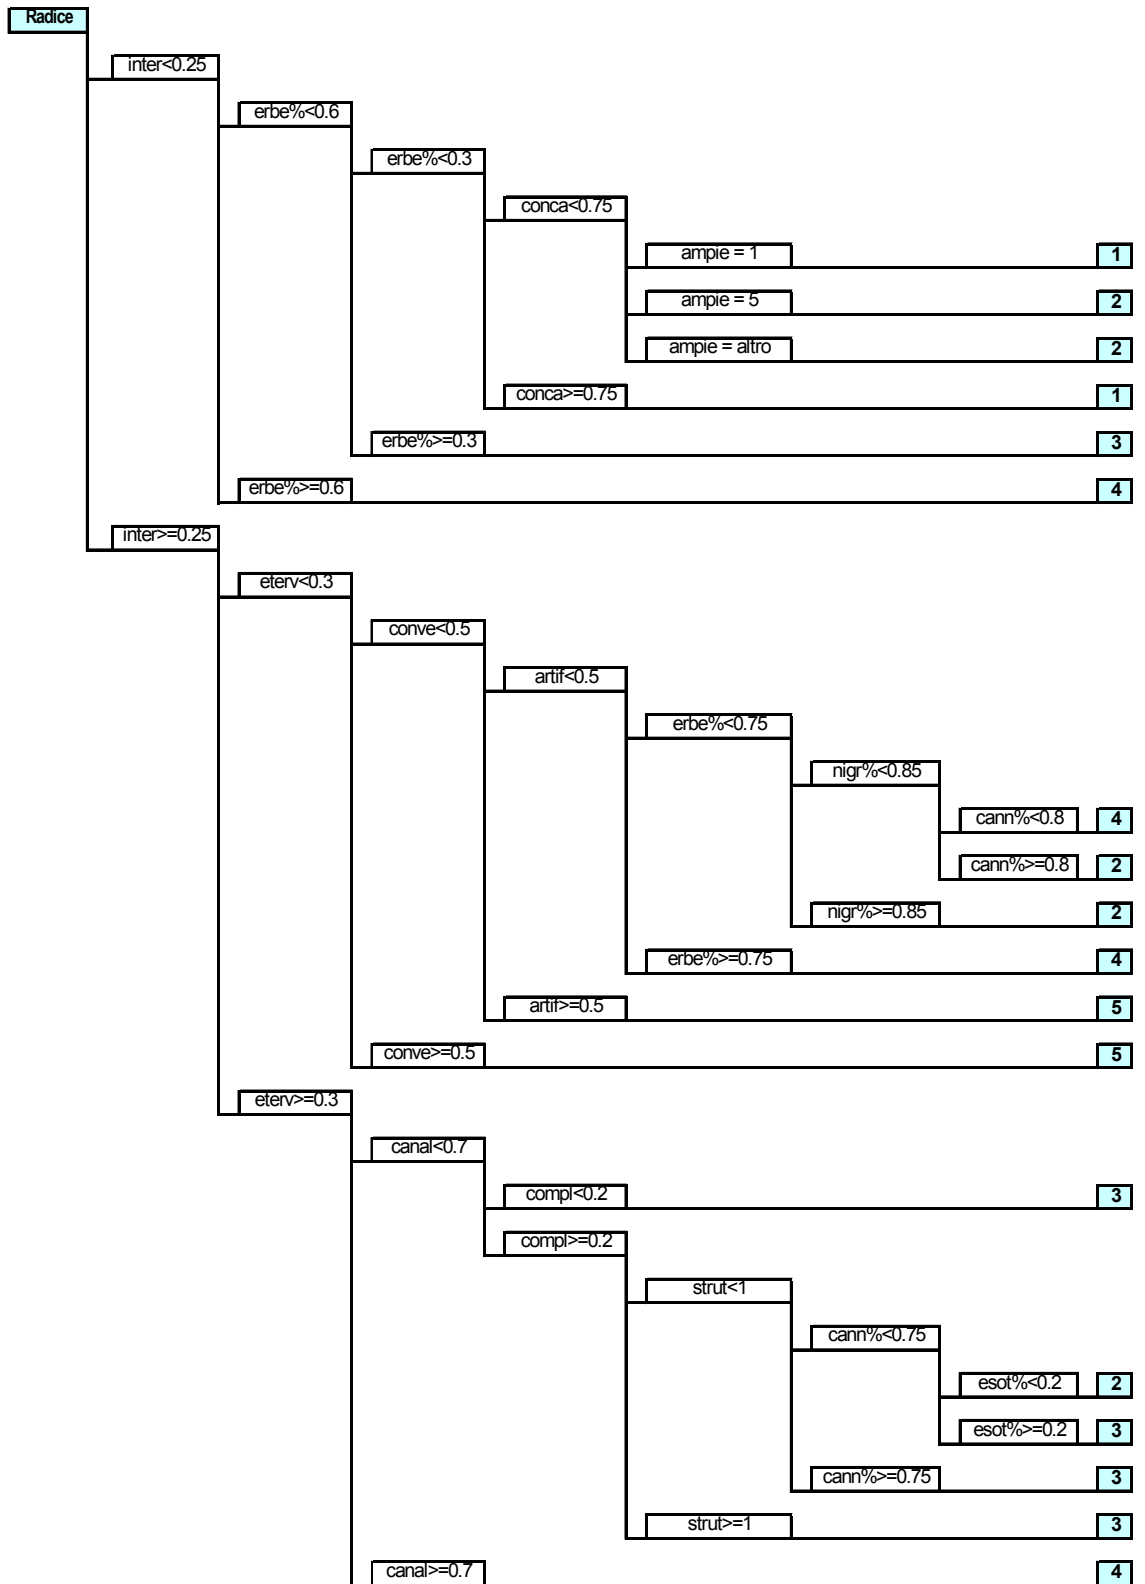 Radice
inter<0.25
erbe%<0.6
erbe%<0.3
conca<0.75
ampie = 1 1
ampie = 5 2
ampie = altro 2
conca>=0.75 1
erbe%>=0.3 3
erbe%>=0.6 4
inter>=0.25
eterv<0.3
conve<0.5
artif<0.5
erbe%<0.75
nigr%<0.85
cann%<0.8 4
cann%>=0.8 2
nigr%>=0.85 2
erbe%>=0.75 4
artif>=0.5 5
conve>=0.5 5
eterv>=0.3
canal<0.7
compl<0.2 3
compl>=0.2
strut<1
cann%<0.75
esot%<0.2 2
esot%>=0.2 3
cann%>=0.75 3
strut>=1 3
canal>=0.7 4